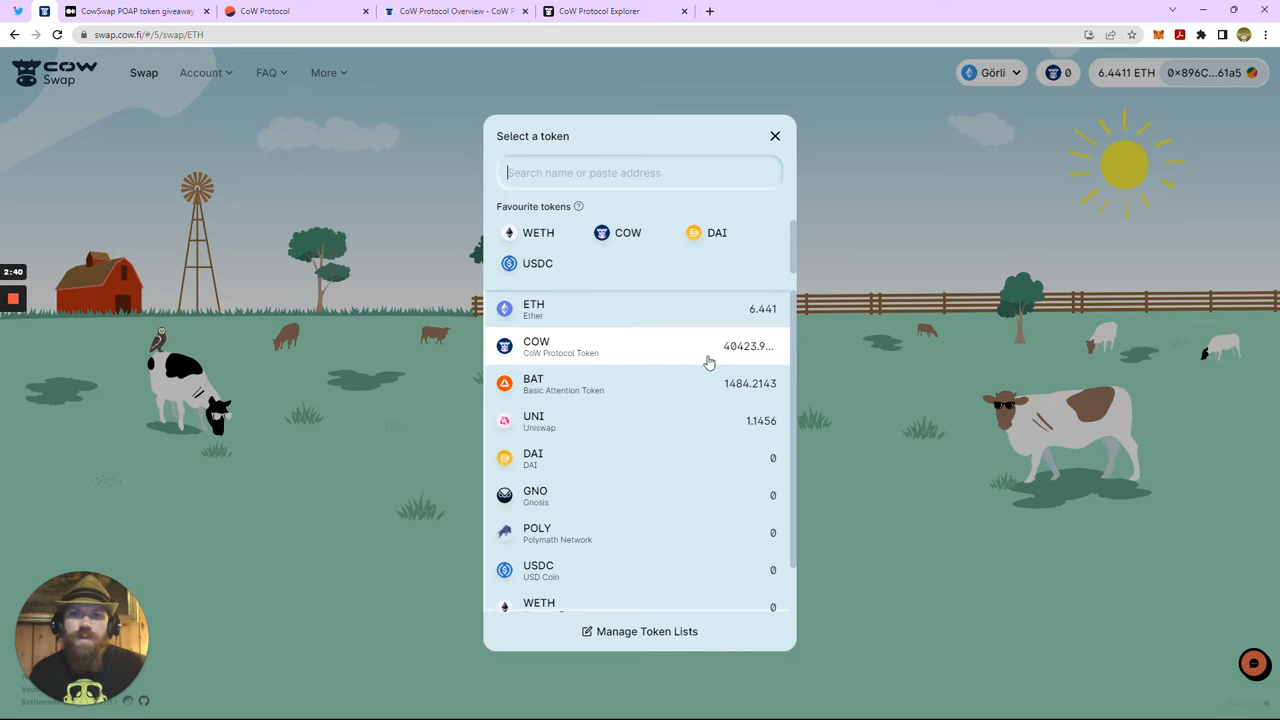 CowSwap POAP token giveaway
CoW Protocol
CoW Protocol Overview - CoW P
CoW Protocol Explorer
swap.cow.fi/#/5/swap/ETH
COW
Swap
Swap
Account
FAQ
More
Görli
0
6.4411 ETH
0×896C...61a5
Select a token
Search name or paste address
Favourite tokens
WETH
COW
DAI
USDC
ETH
Ether
6.441
COW
CoW Protocol Token
40423.9...
BAT
Basic Attention Token
1484.2143
UNI
Uniswap
1.1456
DAI
DAI
0
GNO
Gnosis
0
POLY
Polymath Network
0
USDC
USD Coin
0
WETH
0
Manage Token Lists
2:40